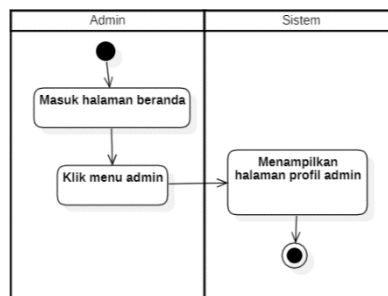 Admin
Sistem
Masuk halaman beranda
Klik menu admin
Menampilkan
halaman profil admin